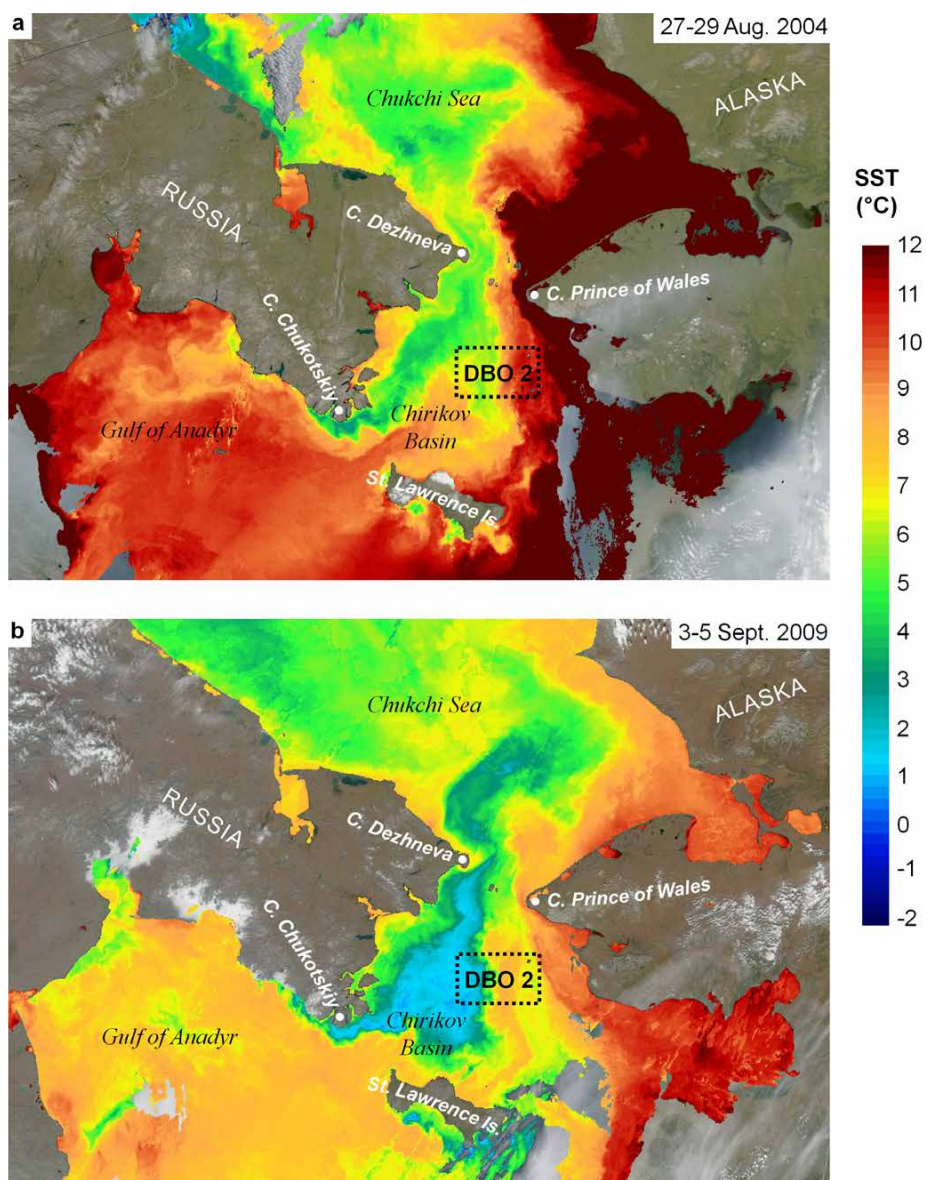 a
27-29 Aug. 2004
Chukchi Sea
ALASKA
RUSSIA
C. Dezhneva
C. Prince of Wales
C. Chukotskiy
DBO 2
Chirikov
Basin
Gulf of Anadyr
St. Lawrence Is.
SST
(°C)
12
11
10
9
8
7
6
5
4
3
2
1
0
-1
-2
b
3-5 Sept. 2009
Chukchi Sea
ALASKA
RUSSIA
C. Dezhneva
C. Prince of Wales
C. Chukotskiy
DBO 2
Chirikov
Basin
Gulf of Anadyr
St. Lawrence Is.